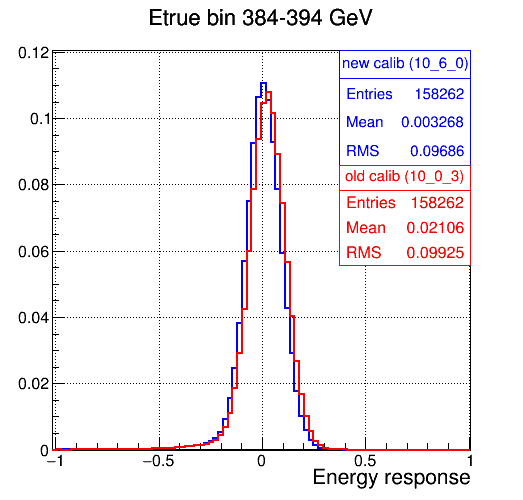 Etrue bin 384-394 GeV
0.12
0.1
0.08
0.06
0.04
0.02
0
new calib (10_6_0)
Entries 158262
Mean 0.003268
RMS 0.09686
old calib (10_0_3)
Entries 158262
Mean 0.02106
RMS 0.09925
−1 −0.5 0 0.5 1
Energy response